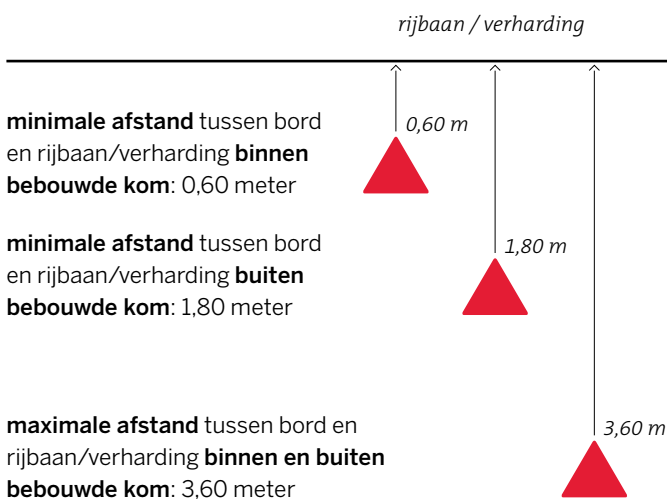 rijbaan / verharding
minimale afstand tussen bord
en rijbaan/verharding binnen
bebouwde kom: 0,60 meter
0,60 m
minimale afstand tussen bord
en rijbaan/verharding buiten
bebouwde kom: 1,80 meter
1,80 m
maximale afstand tussen bord en
rijbaan/verharding binnen en buiten
bebouwde kom: 3,60 meter
3,60 m